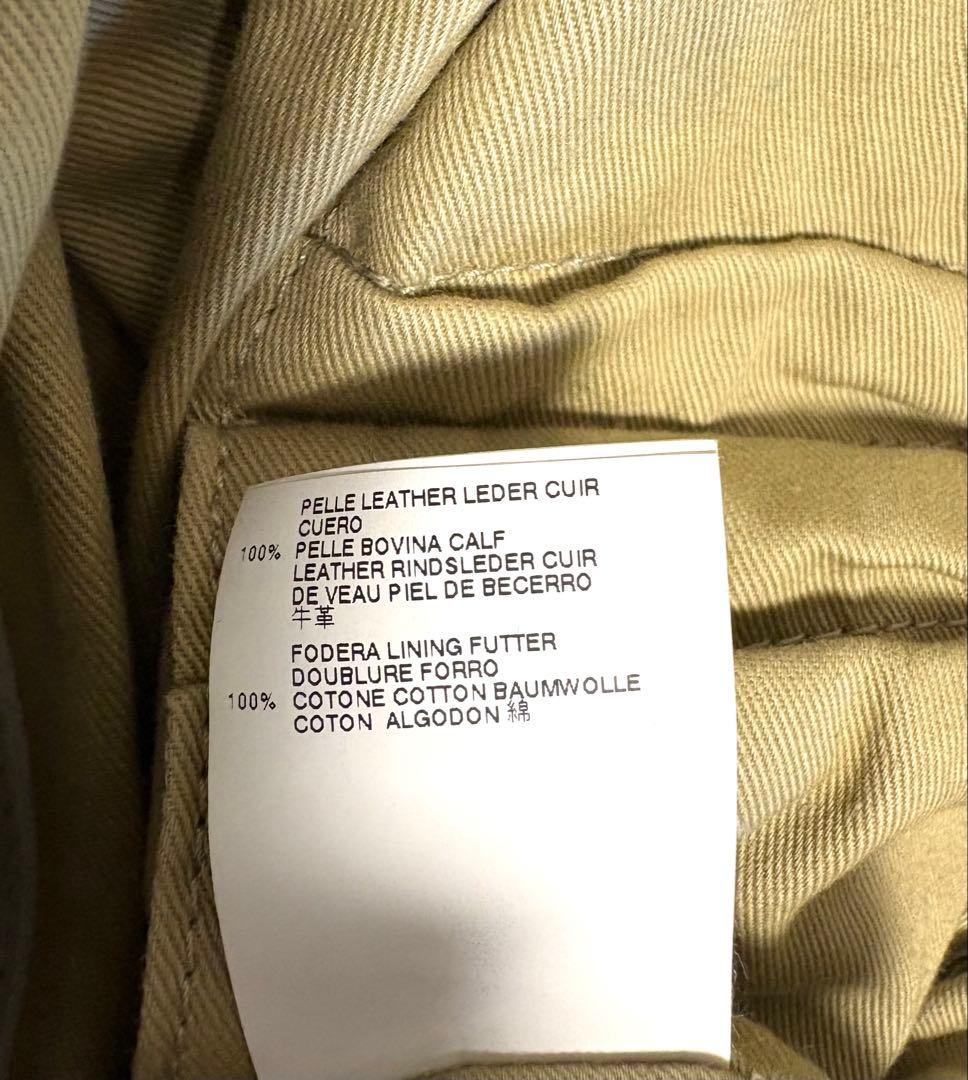 PELLE LEATHER LEDER CUIR
CUERO
100% PELLE BOVINA CALF
LEATHER RINDSLEDER CUIR
DE VEAU PIEL DE BECERRO
牛革
FODERA LINING FUTTER
DOUBLURE FORRO
100% COTONE COTTON BAUMWOLLE
COTON ALGODON 綿